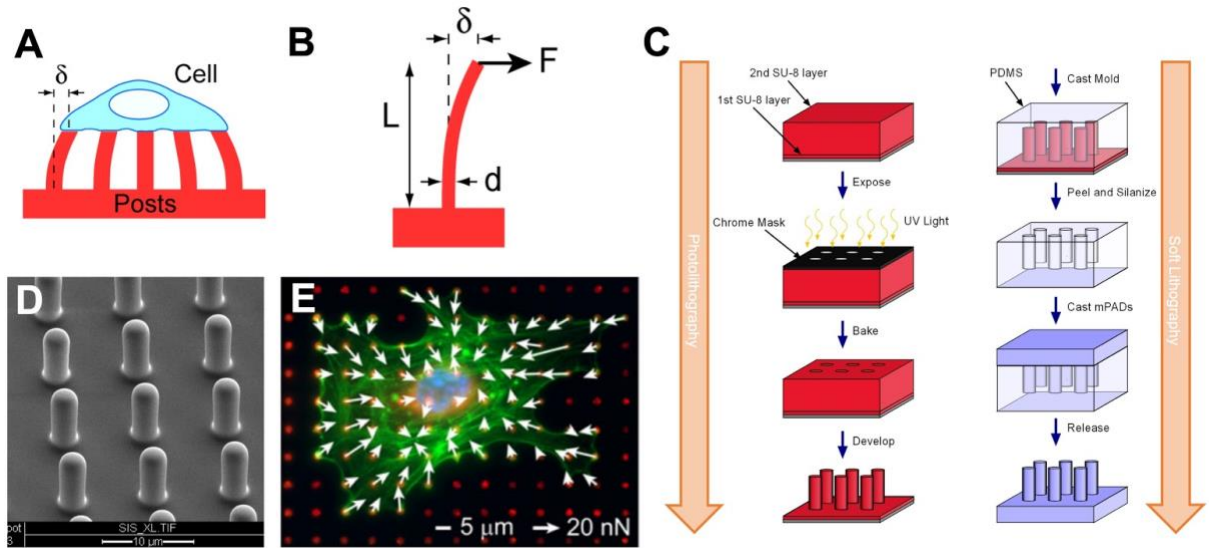 A
δ
Cell
Posts
B
δ
F
L
d
C
Photolithography
2nd SU-8 layer
1st SU-8 layer
Expose
Chrome Mask
UV Light
Bake
Develop
PDMS
Cast Mold
Peel and Silanize
Cast mPADs
Release
Soft Lithography
D
SIS_XL.TIF
10 µm
E
5 µm
20 nN